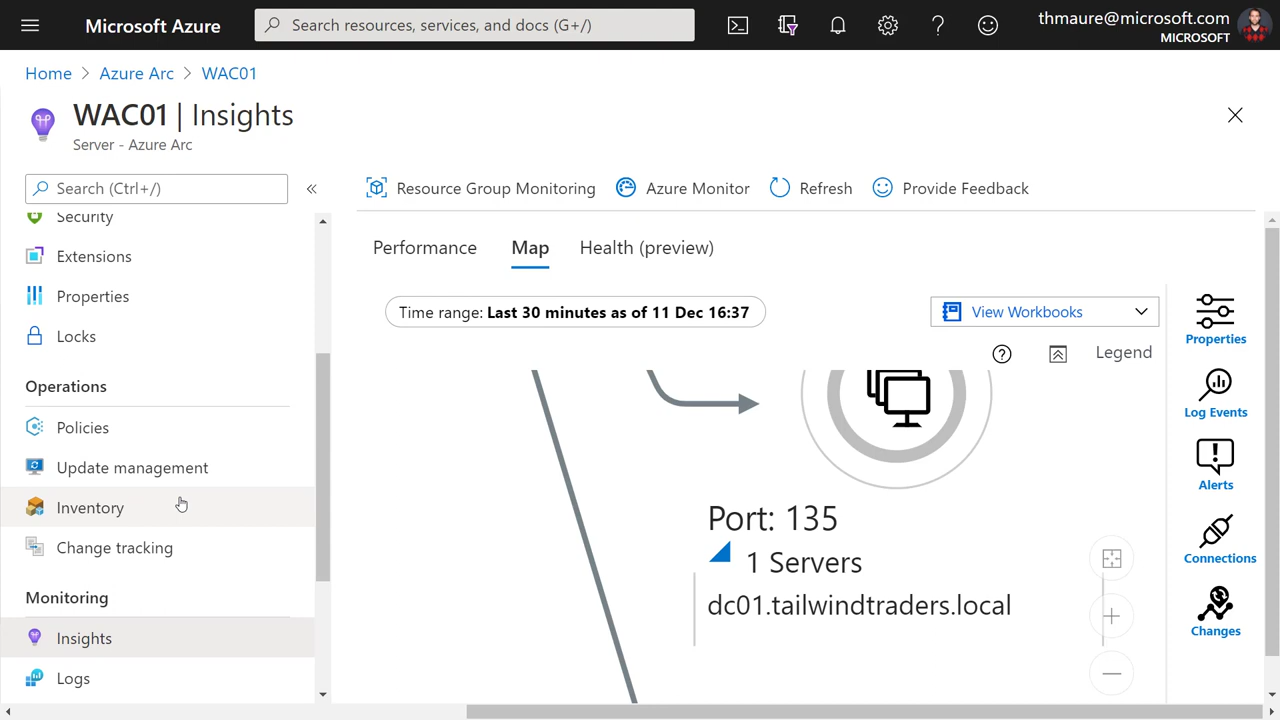 Microsoft Azure
Search resources, services, and docs (G+/)
thmaure@microsoft.com
MICROSOFT
Home > Azure Arc > WAC01
WAC01 | Insights
Server - Azure Arc
Search (Ctrl+/)
«
Resource Group Monitoring
Azure Monitor
Refresh
Provide Feedback
Security
Extensions
Properties
Locks
Operations
Policies
Update management
Inventory
Change tracking
Monitoring
Insights
Logs
Performance
Map
Health (preview)
Time range: Last 30 minutes as of 11 Dec 16:37
View Workbooks
Legend
Port: 135
1 Servers
dc01.tailwindtraders.local
Properties
Log Events
Alerts
Connections
Changes